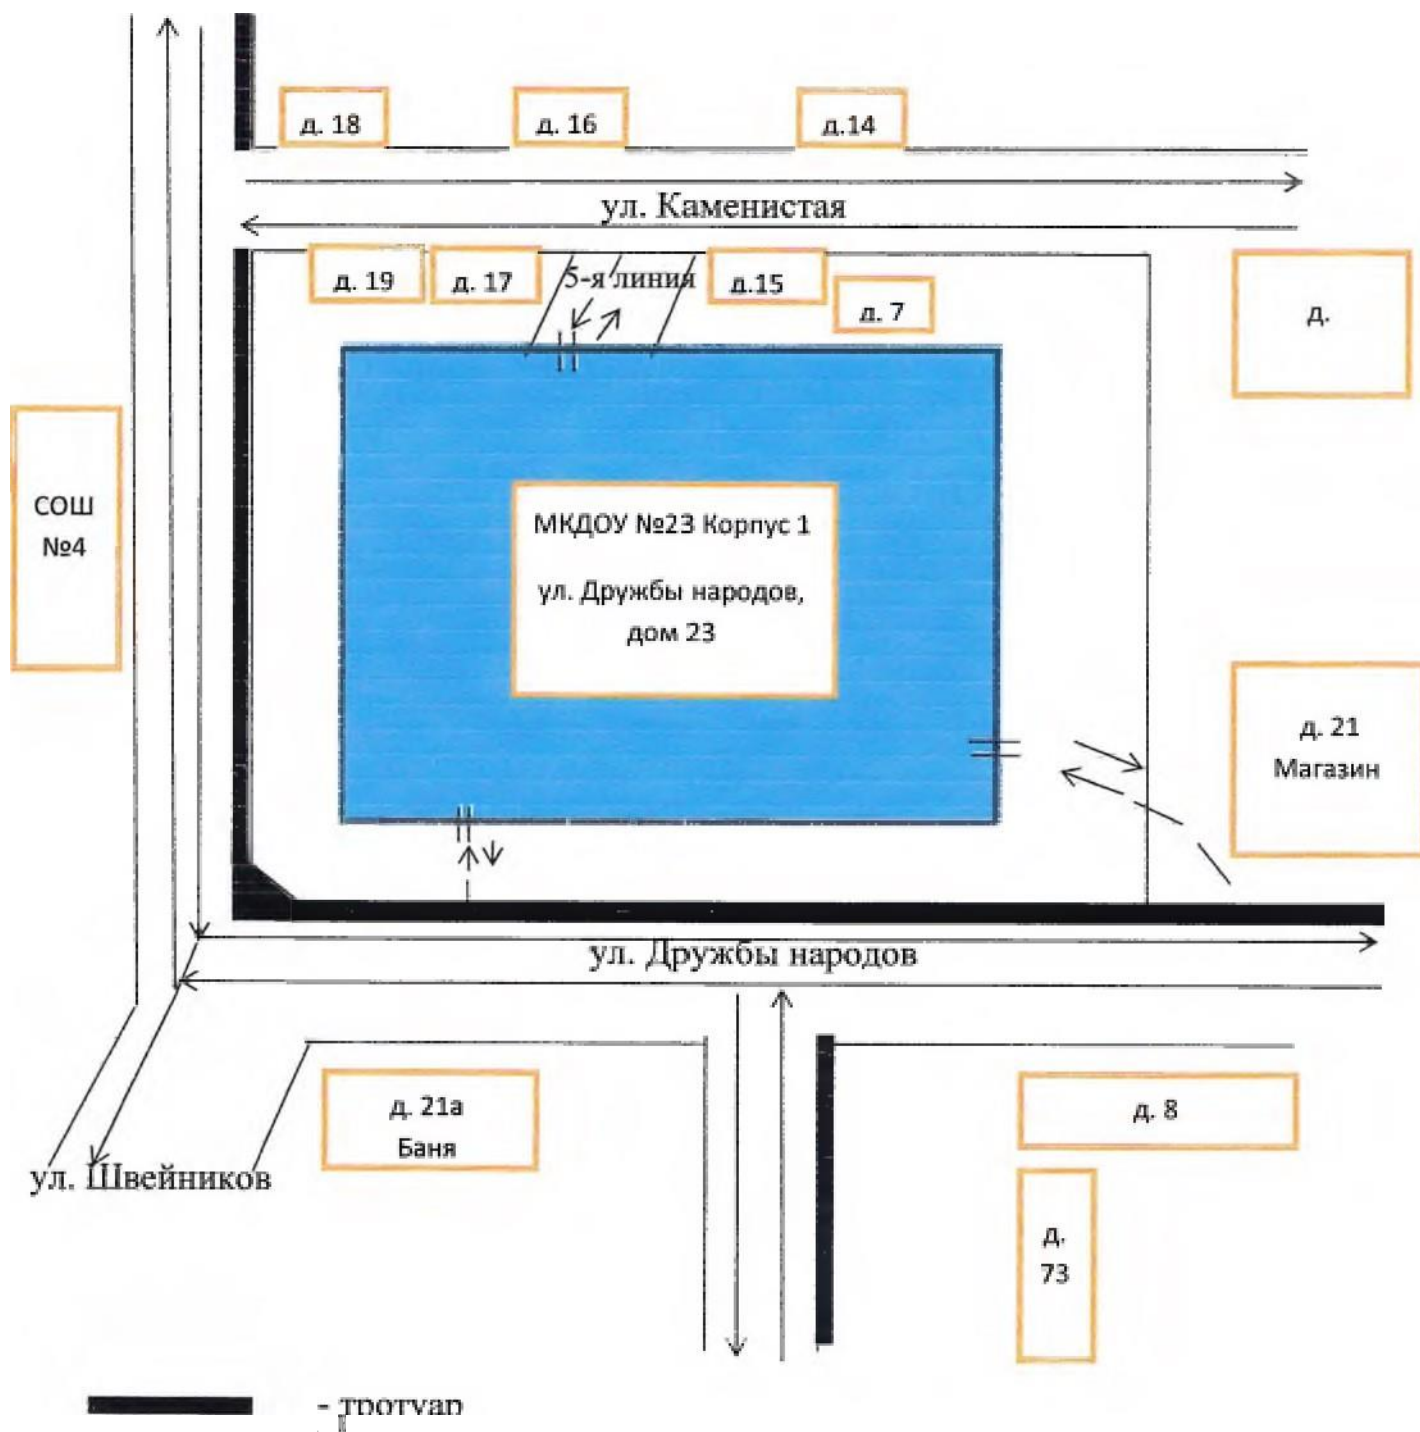 д. 18
д. 16
д.14
ул. Каменистая
д. 19
д. 17
5-я линия
д.15
д. 7
д.
СОШ
№4
МКДОУ №23 Корпус 1
ул. Дружбы народов,
дом 23
д. 21
Магазин
ул. Дружбы народов
д. 21а
Баня
д. 8
ул. Швейников
д.
73
- тротуар